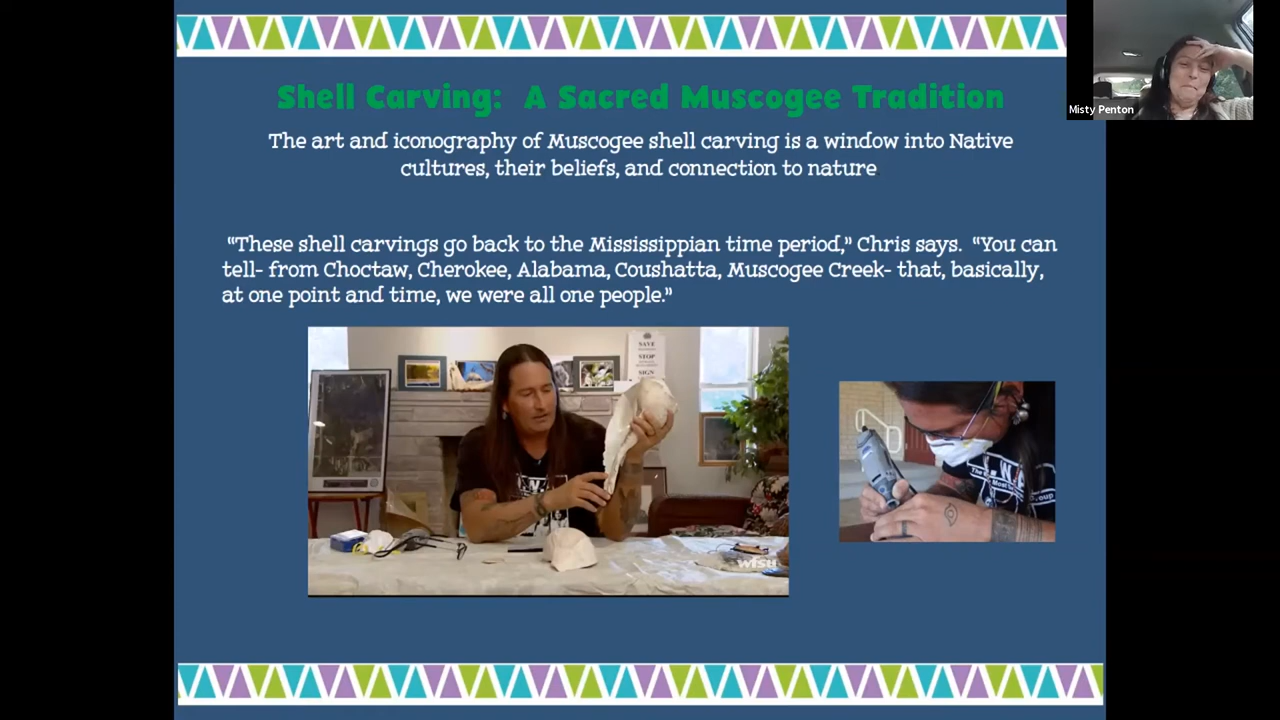 Shell Carving: A Sacred Muscogee Tradition
Misty Penton
The art and iconography of Muscogee shell carving is a window into Native
cultures, their beliefs, and connection to nature
“These shell carvings go back to the Mississippian time period,” Chris says. “You can
tell- from Choctaw, Cherokee, Alabama, Coushatta, Muscogee Creek- that, basically,
at one point and time, we were all one people.”
SAVE
STOP
SIGN
wfsu